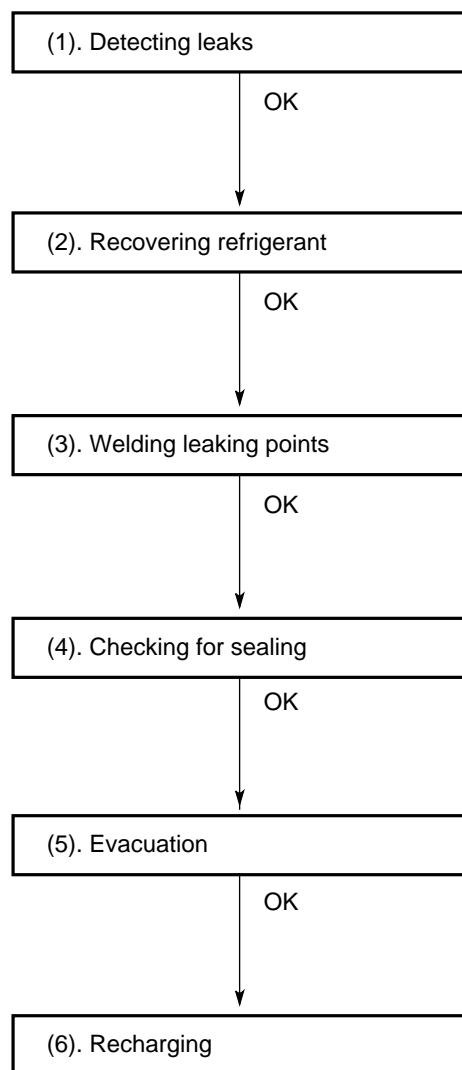 (1). Detecting leaks
OK
(2). Recovering refrigerant
OK
(3). Welding leaking points
OK
(4). Checking for sealing
OK
(5). Evacuation
OK
(6). Recharging